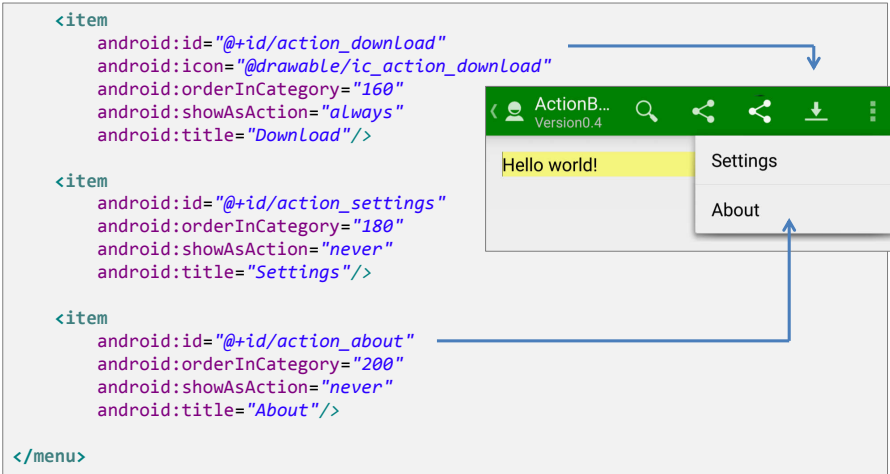 <item
android:id="@+id/action_download"
android:icon="@drawable/ic_action_download"
android:orderInCategory="160"
android:showAsAction="always"
android:title="Download"/>
<item
android:id="@+id/action_settings"
android:orderInCategory="180"
android:showAsAction="never"
android:title="Settings"/>
<item
android:id="@+id/action_about"
android:orderInCategory="200"
android:showAsAction="never"
android:title="About"/>
</menu>
ActionB...
Version0.4
Hello world!
Settings
About